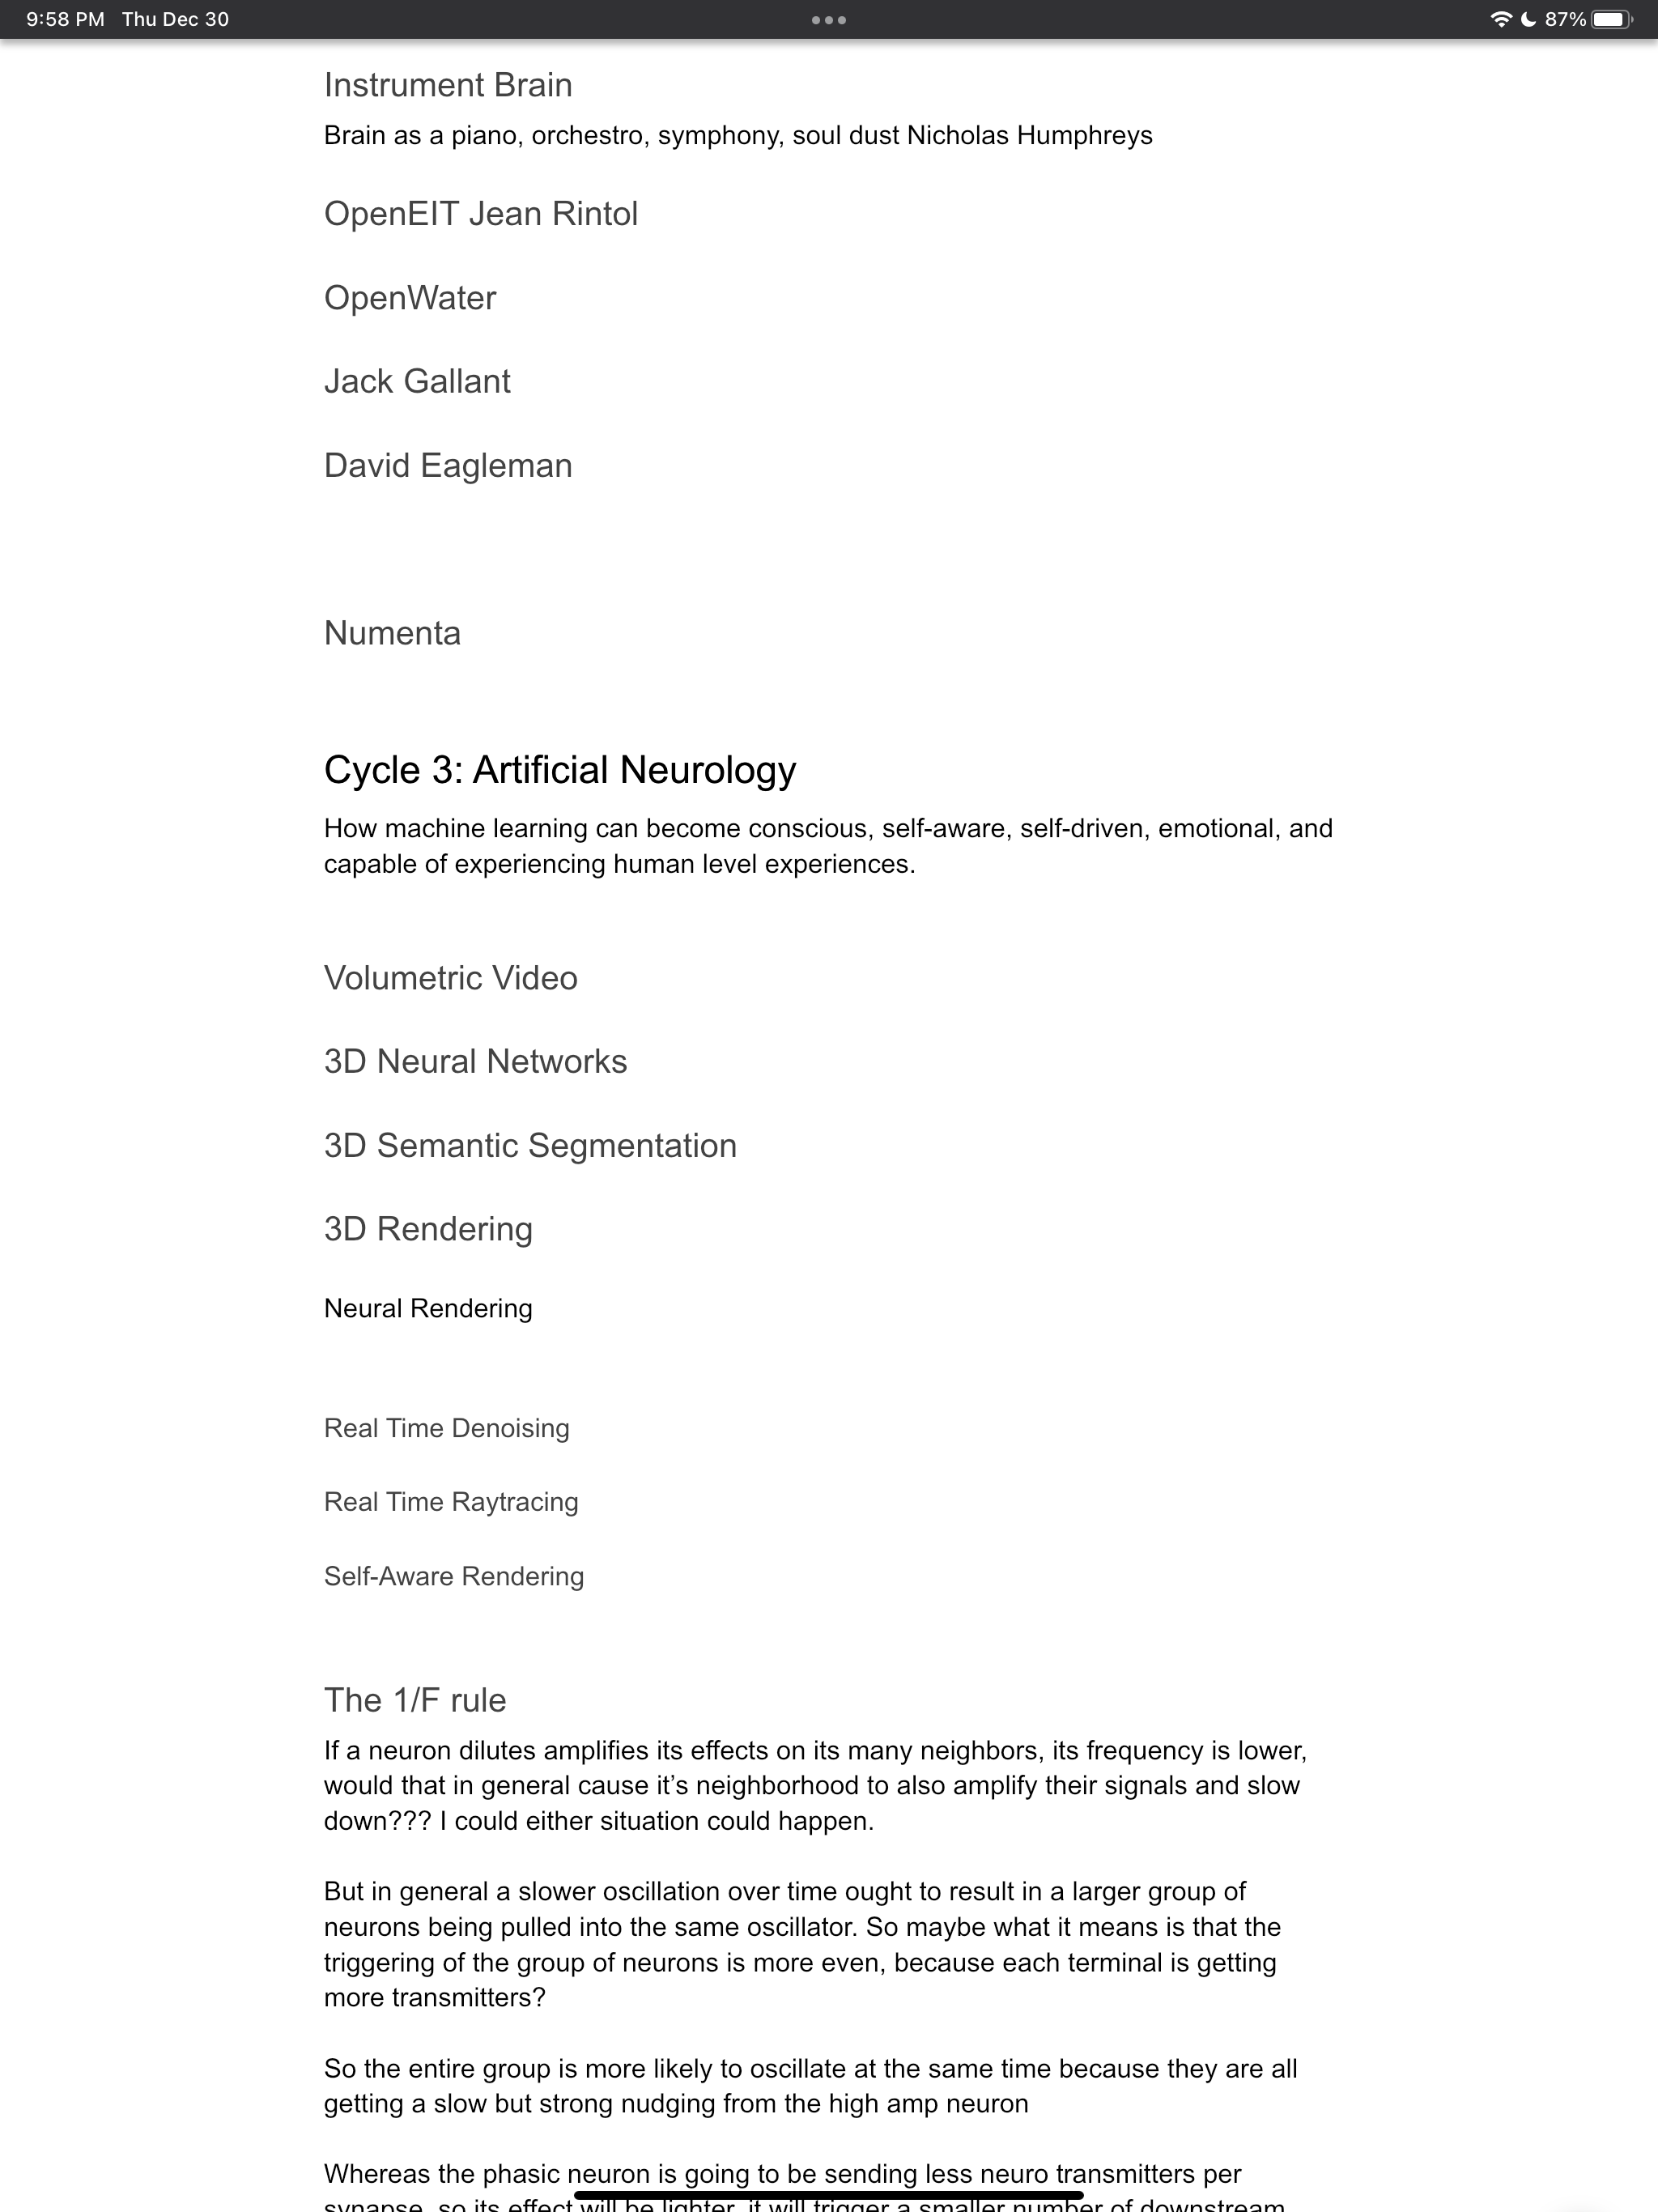 9:58 PM Thu Dec 30
87%
Instrument Brain
Brain as a piano, orchestro, symphony, soul dust Nicholas Humphreys
OpenEIT Jean Rintol
OpenWater
Jack Gallant
David Eagleman
Numenta
Cycle 3: Artificial Neurology
How machine learning can become conscious, self-aware, self-driven, emotional, and
capable of experiencing human level experiences.
Volumetric Video
3D Neural Networks
3D Semantic Segmentation
3D Rendering
Neural Rendering
Real Time Denoising
Real Time Raytracing
Self-Aware Rendering
The 1/F rule
If a neuron dilutes amplifies its effects on its many neighbors, its frequency is lower,
would that in general cause it’s neighborhood to also amplify their signals and slow
down??? I could either situation could happen.
But in general a slower oscillation over time ought to result in a larger group of
neurons being pulled into the same oscillator. So maybe what it means is that the
triggering of the group of neurons is more even, because each terminal is getting
more transmitters?
So the entire group is more likely to oscillate at the same time because they are all
getting a slow but strong nudging from the high amp neuron
Whereas the phasic neuron is going to be sending less neuro transmitters per
synapse, so its effect will be lighter, it will trigger a smaller number of downstream